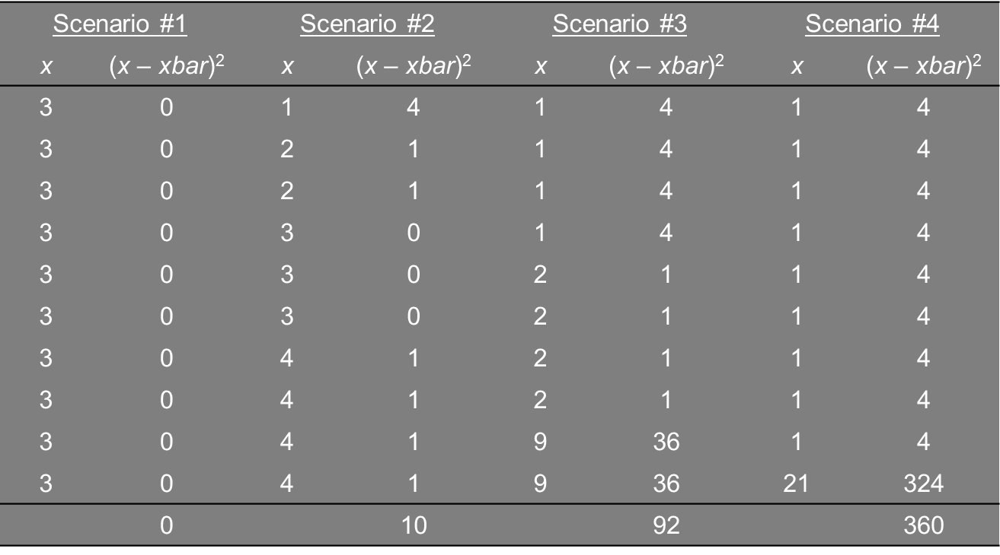 Scenario #1 Scenario #2 Scenario #3 Scenario #4
x (x – xbar)² x (x – xbar)² x (x – xbar)² x (x – xbar)²
3 0 1 4 1 4 1 4
3 0 2 1 1 4 1 4
3 0 2 1 1 4 1 4
3 0 3 0 1 4 1 4
3 0 3 0 2 1 1 4
3 0 3 0 2 1 1 4
3 0 4 1 2 1 1 4
3 0 4 1 2 1 1 4
3 0 4 1 9 36 1 4
3 0 4 1 9 36 21 324
0 10 92 360